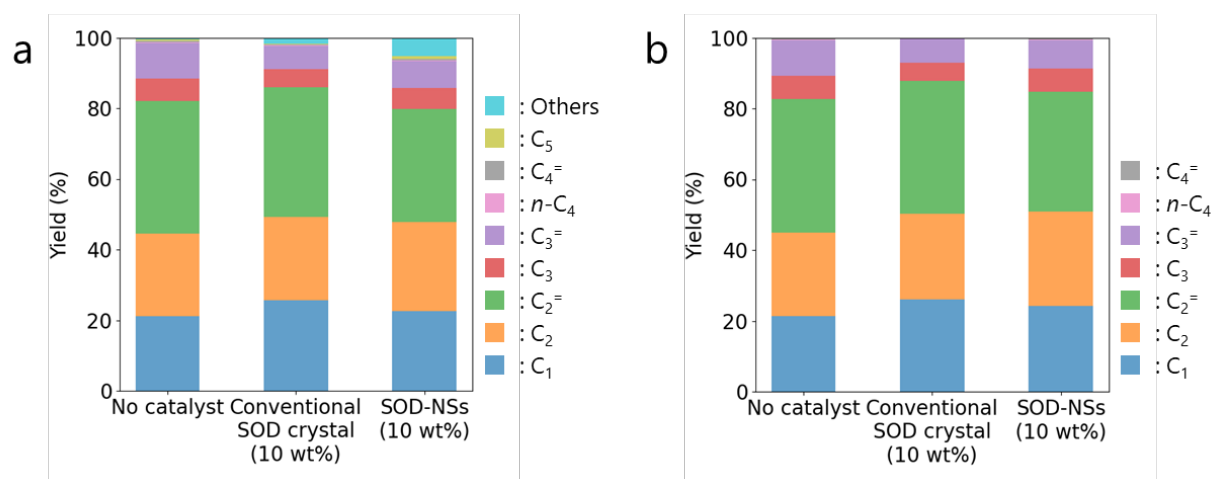 a
Yield (%)
100
80
60
40
20
0
No catalyst
Conventional
SOD crystal
(10 wt%)
SOD-NSs
(10 wt%)
: Others
: C5
: C4=
: n-C4
: C3=
: C3
: C2=
: C2
: C1
b
Yield (%)
100
80
60
40
20
0
No catalyst
Conventional
SOD crystal
(10 wt%)
SOD-NSs
(10 wt%)
: C4=
: n-C4
: C3=
: C3
: C2=
: C2
: C1